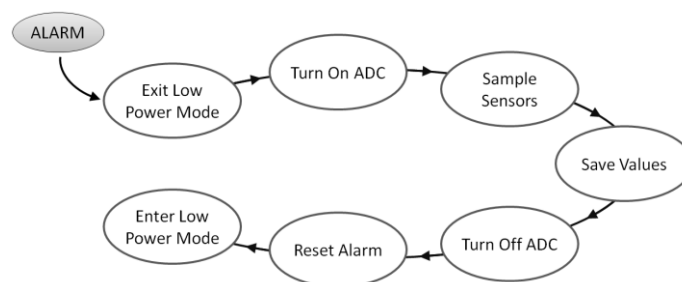 ALARM
Exit Low
Power Mode
Turn On ADC
Sample
Sensors
Save Values
Turn Off ADC
Reset Alarm
Enter Low
Power Mode